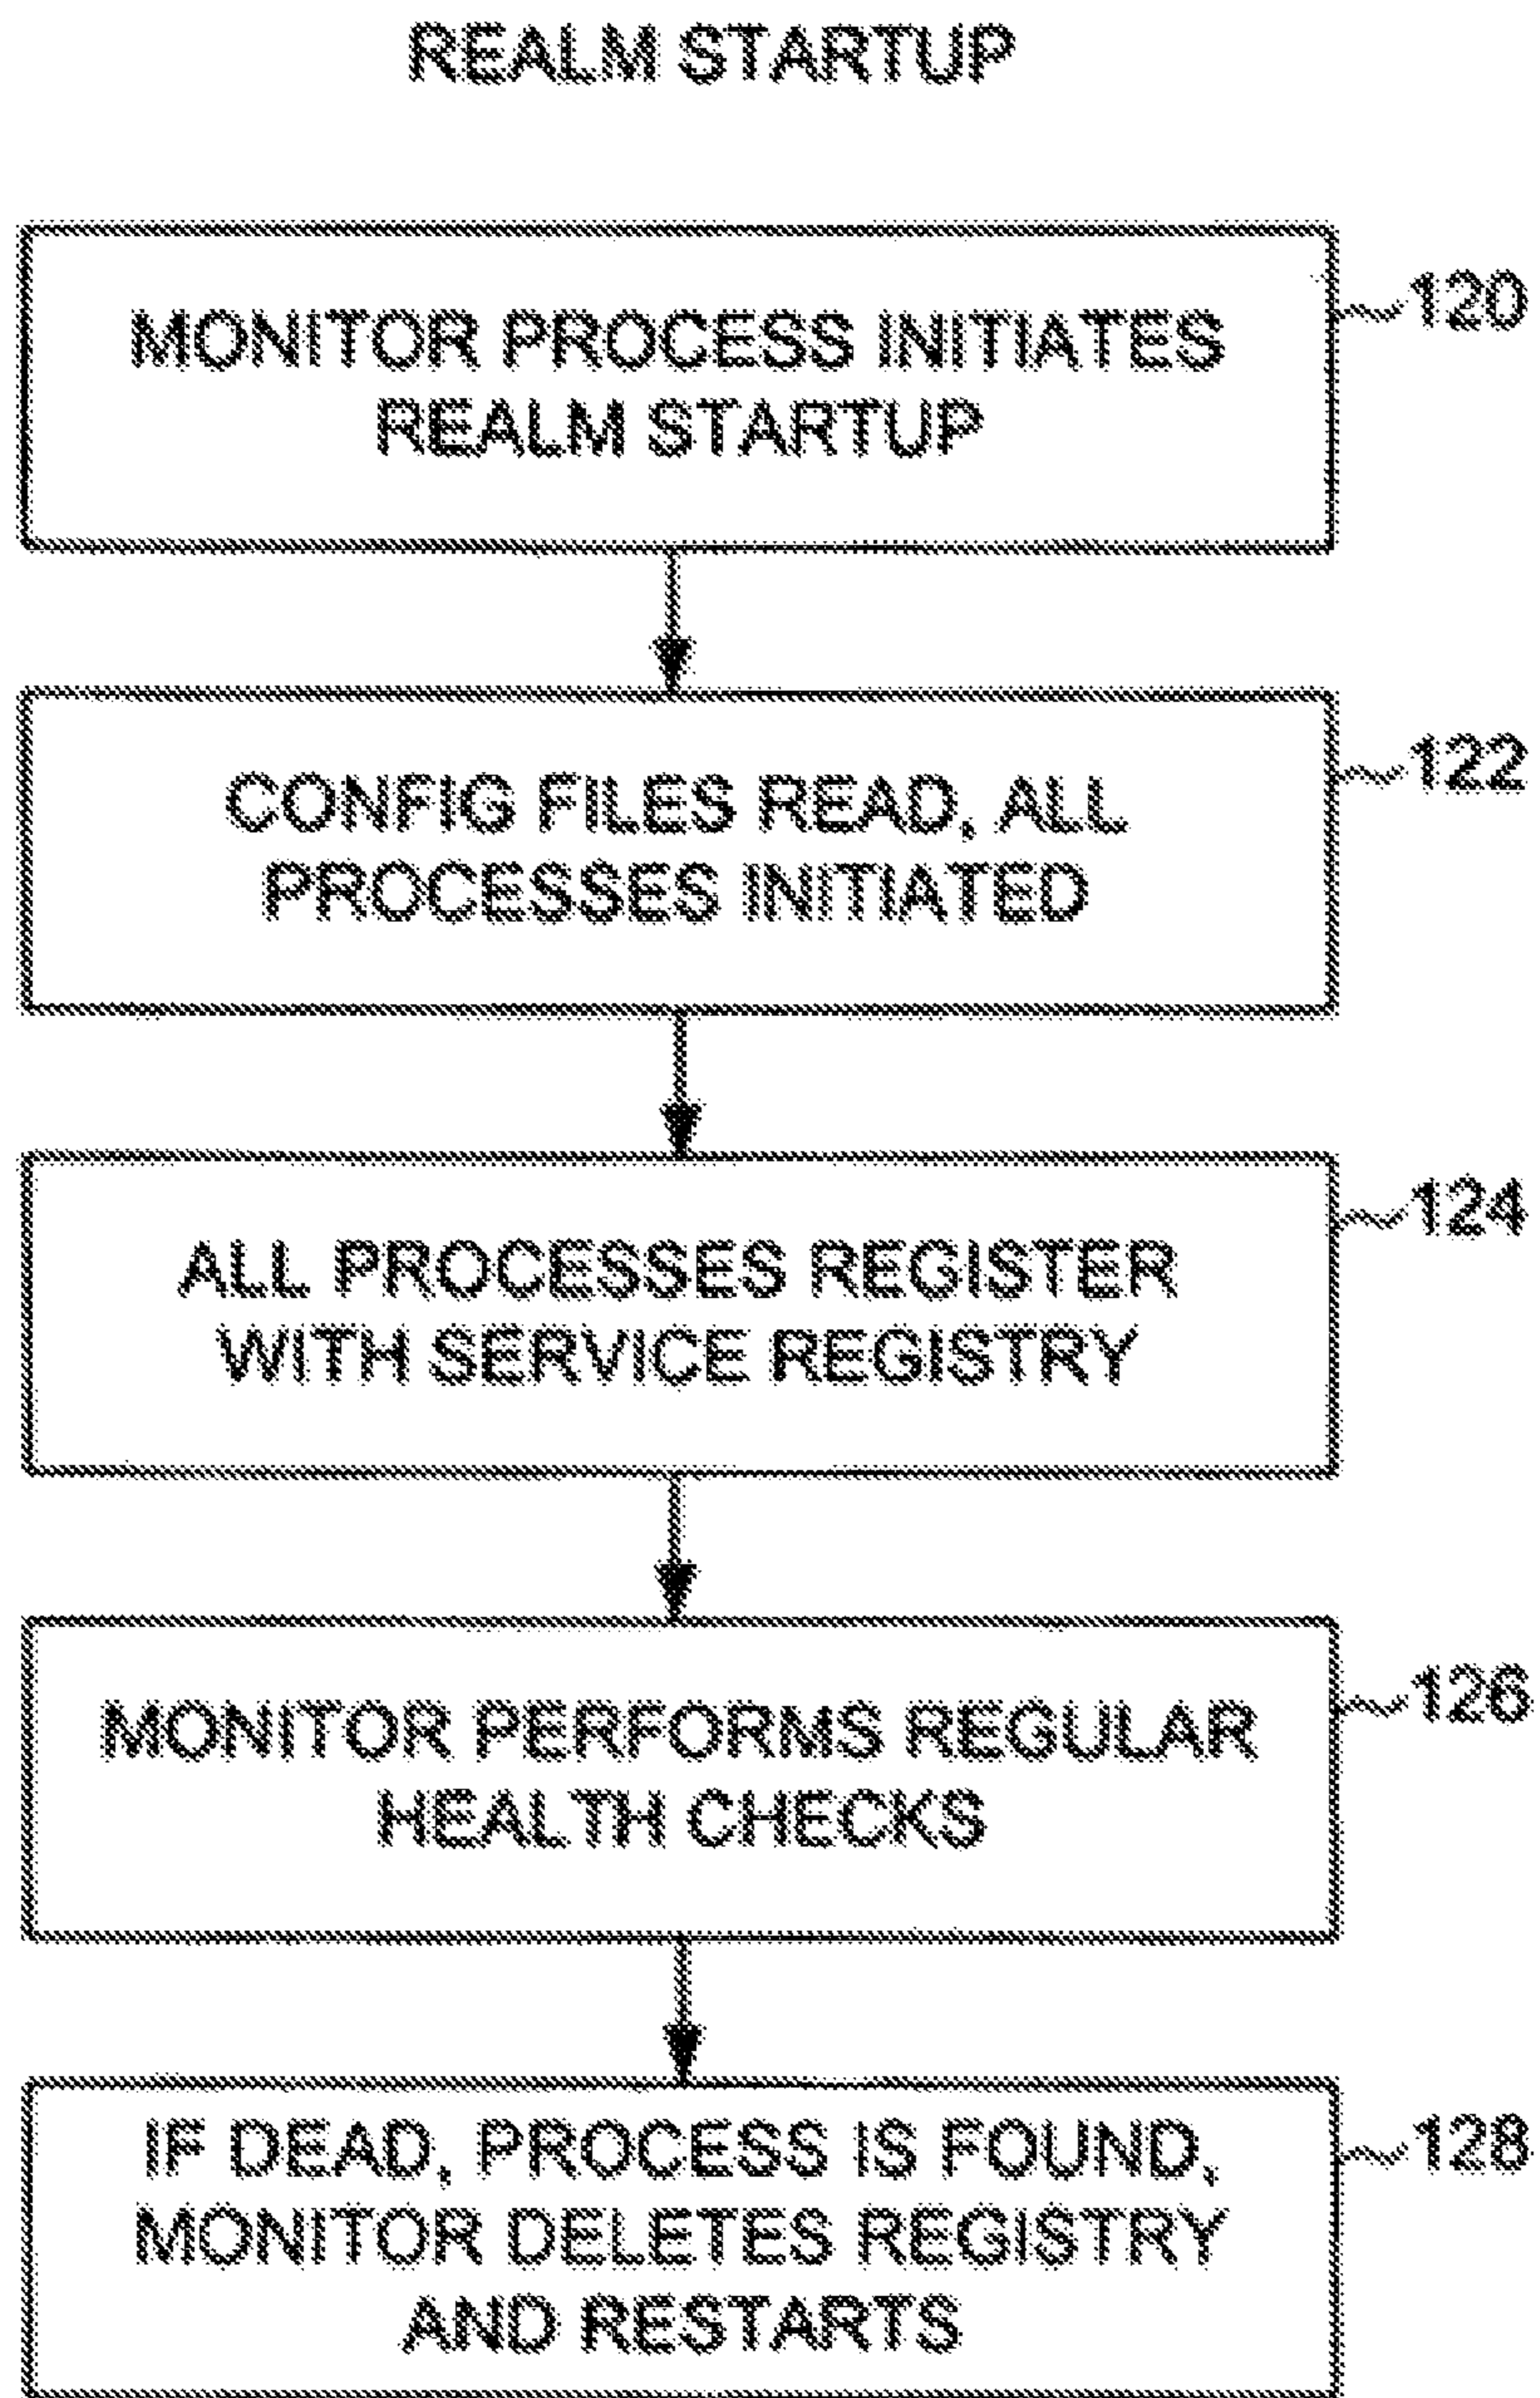 REALM STARTUP
MONITOR PROCESS INITIATES
REALM STARTUP
120
CONFIG FILES READ, ALL
PROCESSES INITIATED
122
ALL PROCESSES REGISTER
WITH SERVICE REGISTRY
124
MONITOR PERFORMS REGULAR
HEALTH CHECKS
126
IF DEAD, PROCESS IS FOUND,
MONITOR DELETES REGISTRY
AND RESTARTS
128